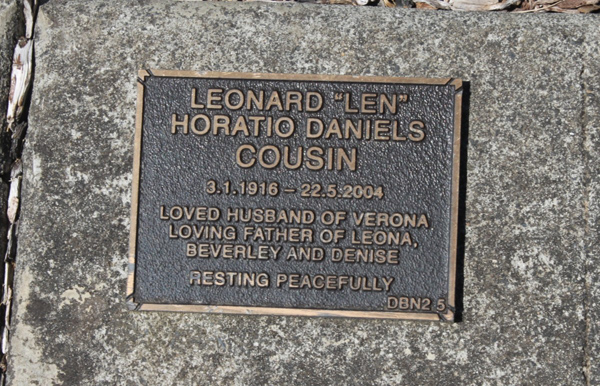 LEONARD "LEN"
HORATIO DANIELS
COUSIN
3.1.1916 – 22.5.2004
LOVED HUSBAND OF VERONA,
LOVING FATHER OF LEONA,
BEVERLEY AND DENISE
RESTING PEACEFULLY
DBN2.5